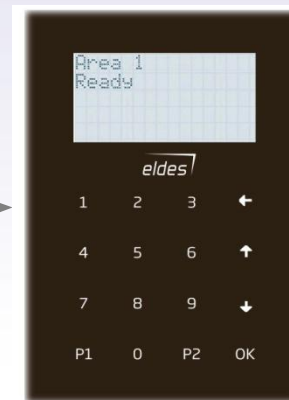 Area 1
Ready
eldes
1 2 3 ←
4 5 6 ↑
7 8 9 ↓
P1 0 P2 OK